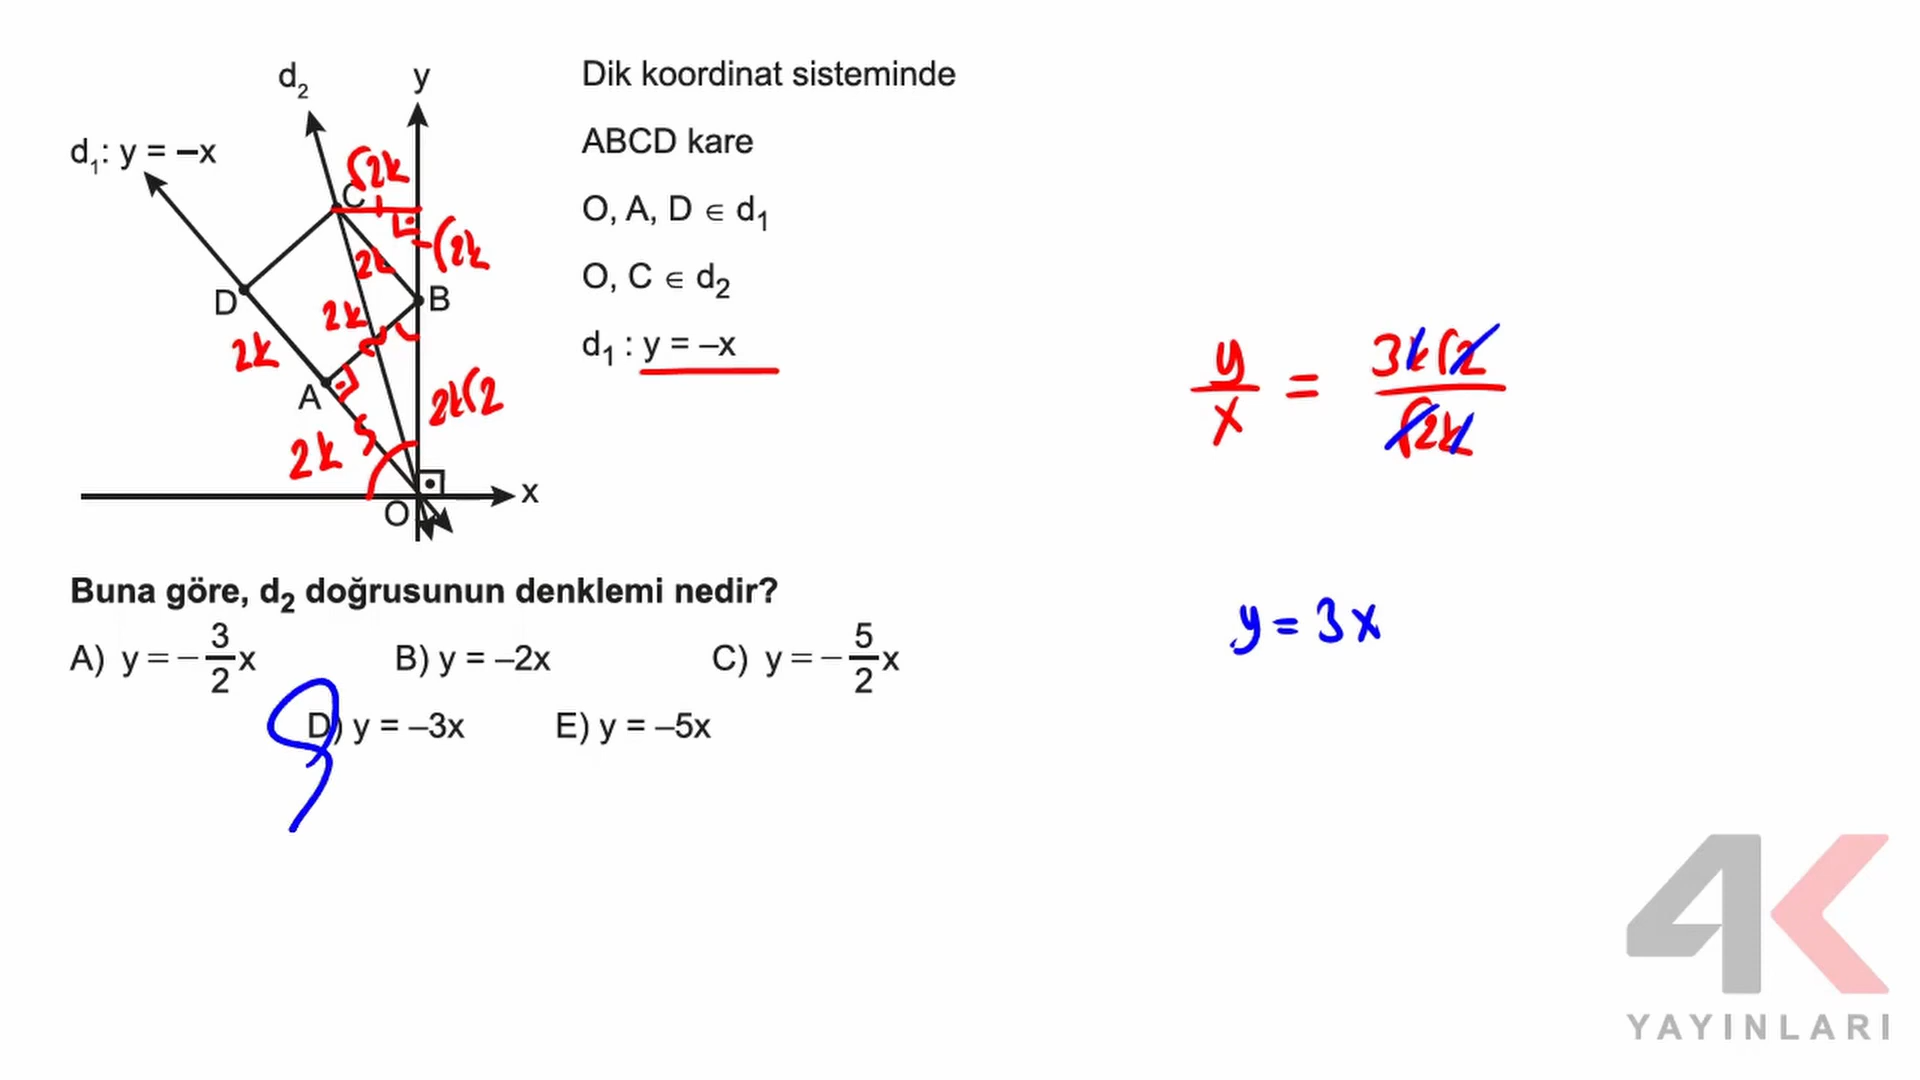 d₂ y
d₁: y = –x
√2k
C
√2k
2k
D
B
2k
2k
A
2k√2
2k
x
O
Dik koordinat sisteminde
ABCD kare
O, A, D ∈ d₁
O, C ∈ d₂
d₁ : y = –x
y/x = 3k√2/√2k
y = 3x
Buna göre, d₂ doğrusunun denklemi nedir?
A) y = –3/2x B) y = –2x C) y = –5/2x
D) y = –3x E) y = –5x
4K
YAYINLARI